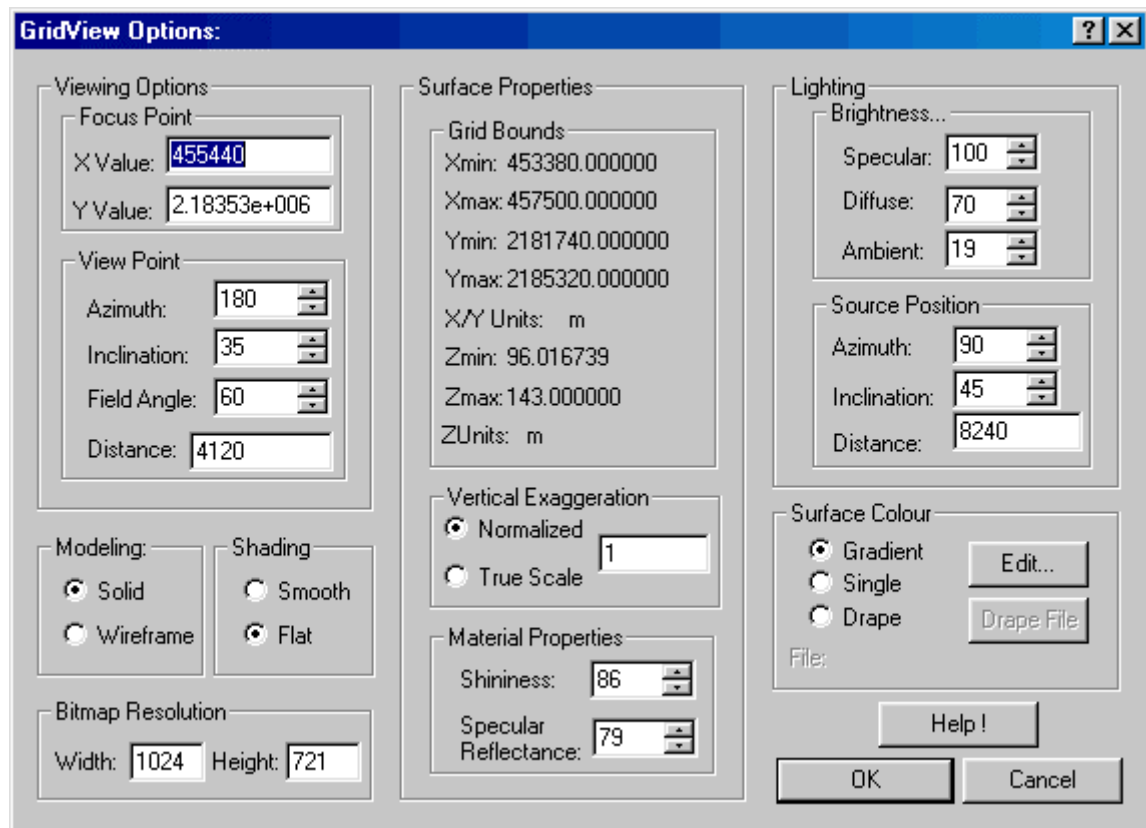 GridView Options:
Viewing Options
Focus Point
X Value: 455440
Y Value: 2.18353e+006
View Point
Azimuth: 180
Inclination: 35
Field Angle: 60
Distance: 4120
Modeling:
Solid
Wireframe
Shading
Smooth
Flat
Bitmap Resolution
Width: 1024 Height: 721
Surface Properties
Grid Bounds
Xmin: 453380.000000
Xmax: 457500.000000
Ymin: 2181740.000000
Ymax: 2185320.000000
X/Y Units: m
Zmin: 96.016739
Zmax: 143.000000
ZUnits: m
Vertical Exaggeration
Normalized
1
True Scale
Material Properties
Shininess: 86
Specular
Reflectance: 79
Lighting
Brightness...
Specular: 100
Diffuse: 70
Ambient: 19
Source Position
Azimuth: 90
Inclination: 45
Distance: 8240
Surface Colour
Gradient
Single
Drape
Edit...
Drape File
File:
Help !
OK
Cancel